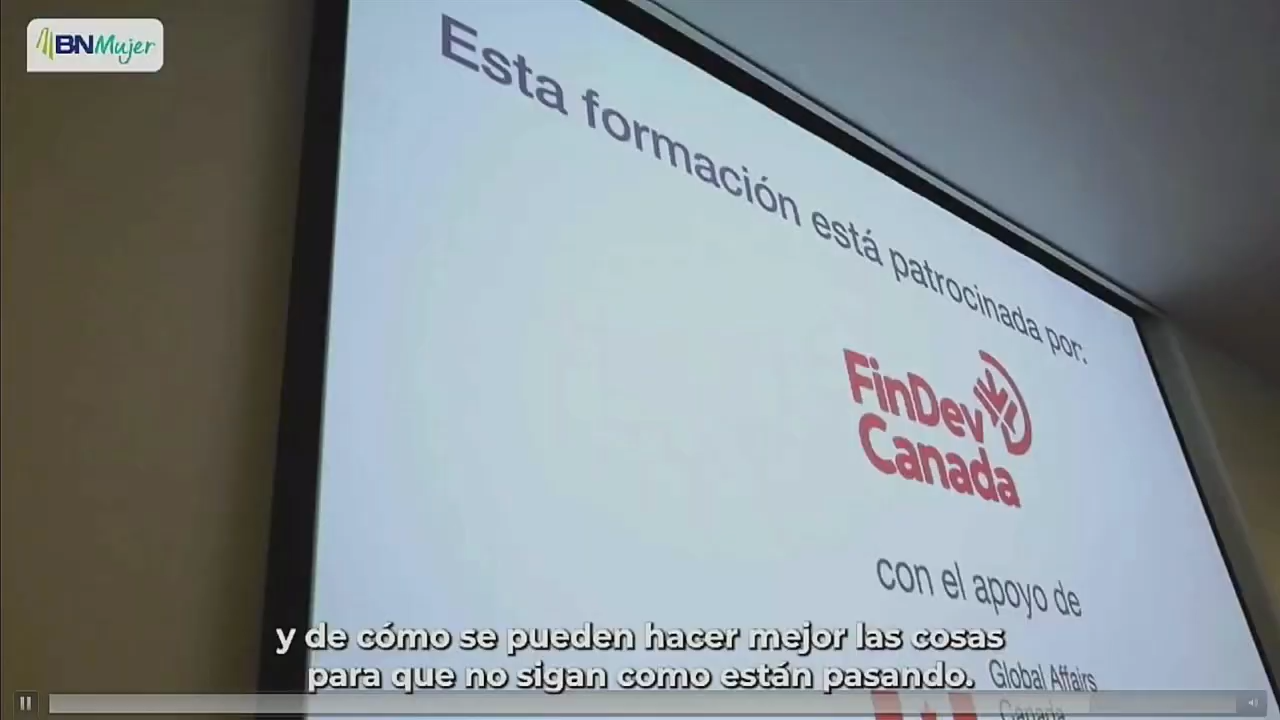 BNMujer
Esta formación está patrocinada por:
FinDev
Canada
con el apoyo de
y de cómo se pueden hacer mejor las cosas
para que no sigan como están pasando.
Global Affairs
Canada